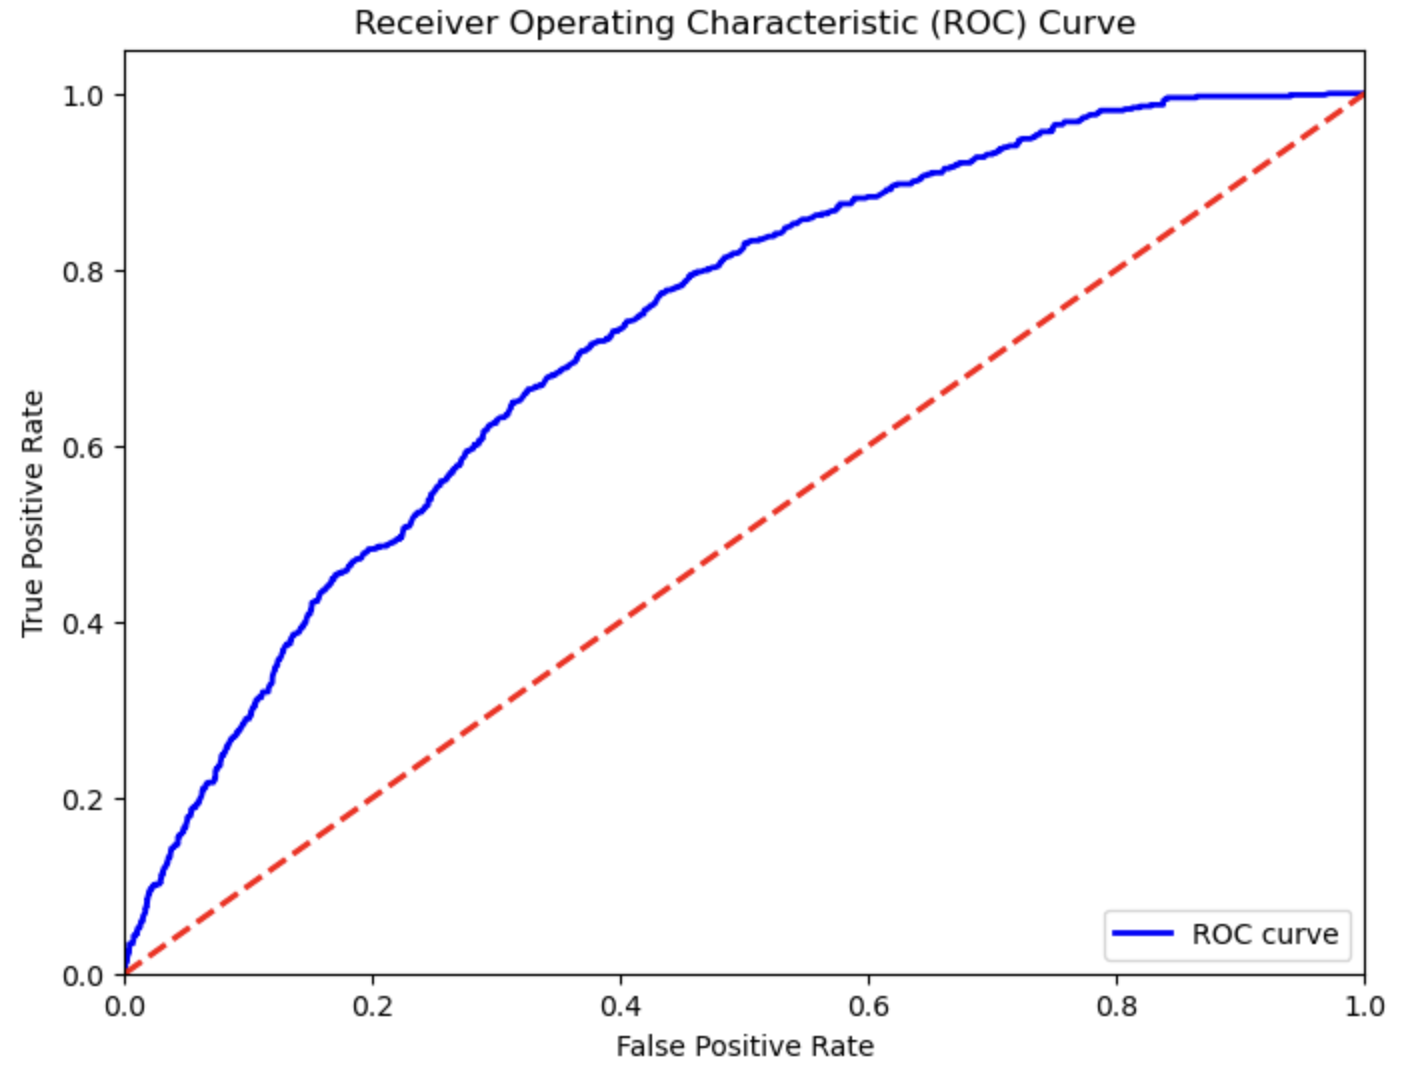 Receiver Operating Characteristic (ROC) Curve
1.0
0.8
0.6
0.4
0.2
0.0
True Positive Rate
ROC curve
0.0 0.2 0.4 0.6 0.8 1.0
False Positive Rate